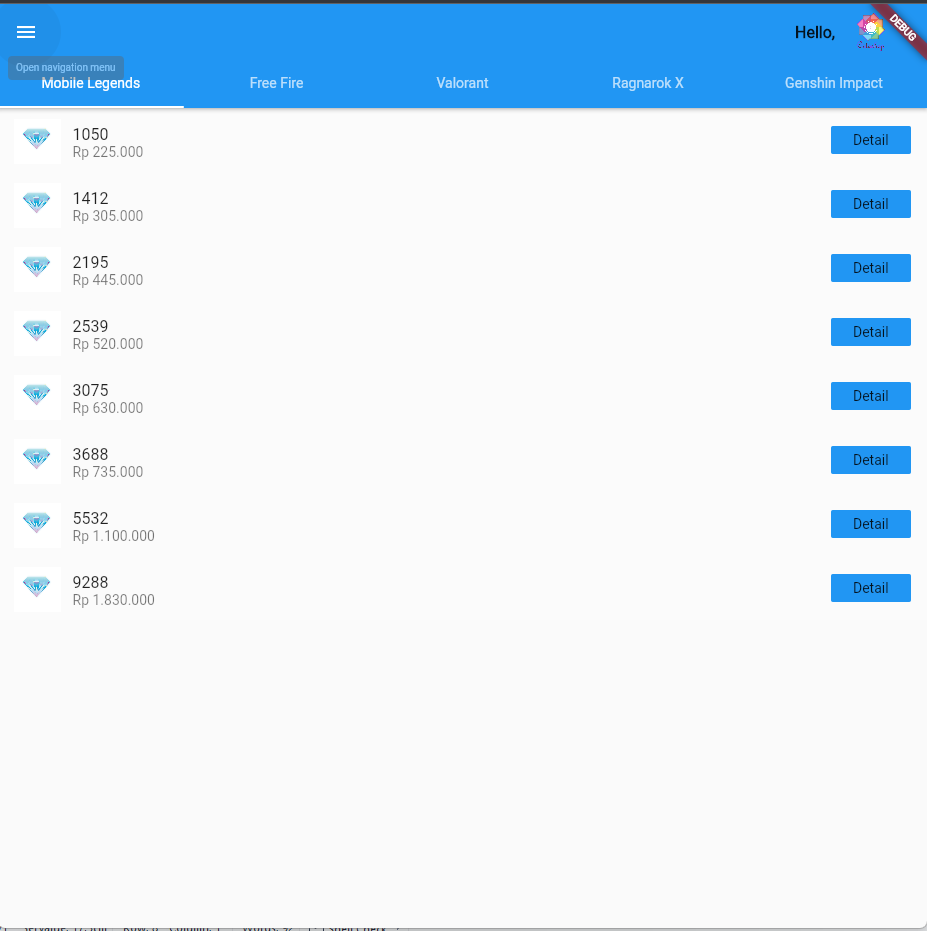 Hello,
DEBUG
Open navigation menu
Mobile Legends
Free Fire
Valorant
Ragnarok X
Genshin Impact
1050
Rp 225.000
Detail
1412
Rp 305.000
Detail
2195
Rp 445.000
Detail
2539
Rp 520.000
Detail
3075
Rp 630.000
Detail
3688
Rp 735.000
Detail
5532
Rp 1.100.000
Detail
9288
Rp 1.830.000
Detail